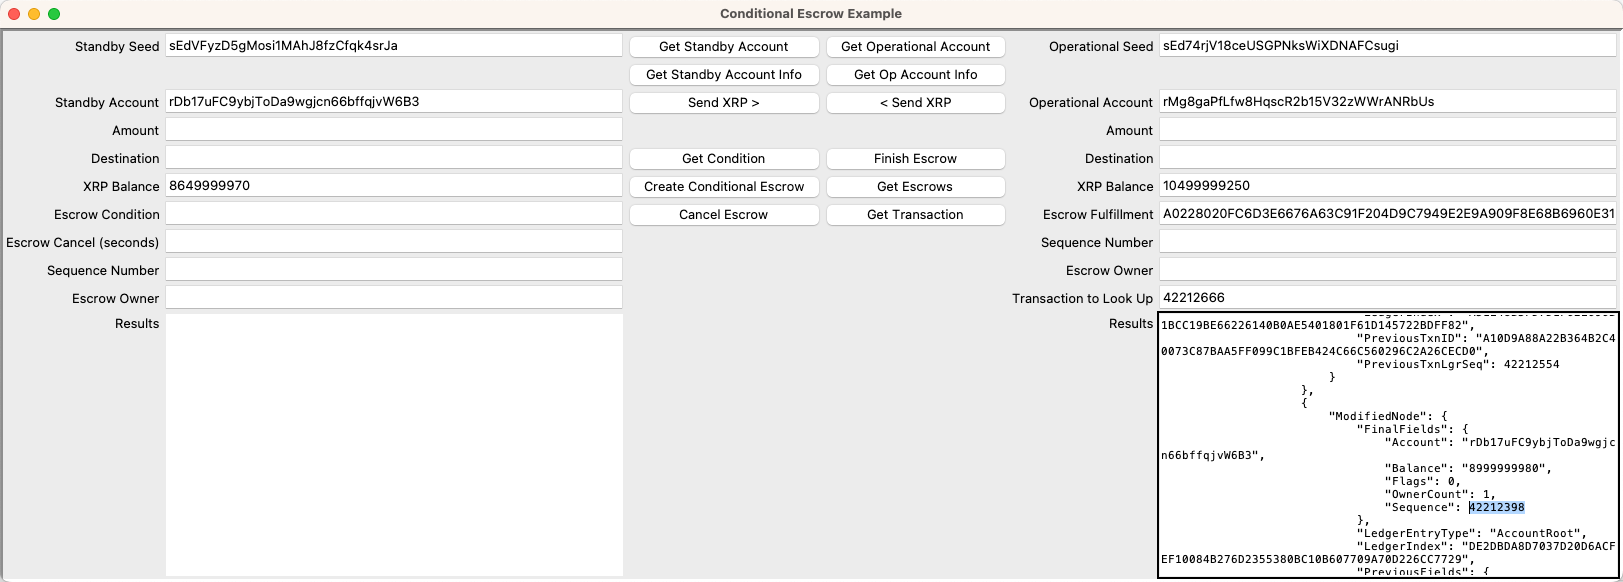 Conditional Escrow Example
Standby Seed sEdVFyzD5gMosi1MAhJ8fzCfqk4srJa Get Standby Account Get Operational Account Operational Seed sEd74rjV18ceUSGPNksWiXDNAFCsugi
Get Standby Account Info Get Op Account Info
Standby Account rDb17uFC9ybjToDa9wgjcn66bffqjvW6B3 Send XRP > < Send XRP Operational Account rMg8gaPfLfw8HqscR2b15V32zWWrANRbUs
Amount Amount
Destination Get Condition Finish Escrow Destination
XRP Balance 8649999970 Create Conditional Escrow Get Escrows XRP Balance 10499999250
Escrow Condition Cancel Escrow Get Transaction Escrow Fulfillment A0228020FC6D3E6676A63C91F204D9C7949E2E9A909F8E68B6960E31
Escrow Cancel (seconds) Sequence Number
Sequence Number Escrow Owner
Escrow Owner Transaction to Look Up 42212666
Results Results
1BCC19BE66226140B0AE5401801F61D145722BDFF82",
"PreviousTxnID": "A10D9A88A22B364B2C4
0073C87BAA5FF099C1BFEB424C66C560296C2A26CECD0",
"PreviousTxnLgrSeq": 42212554
}
},
{
"ModifiedNode": {
"FinalFields": {
"Account": "rDb17uFC9ybjToDa9wgjc
n66bffqjvW6B3",
"Balance": "8999999980",
"Flags": 0,
"OwnerCount": 1,
"Sequence": 42212398
},
"LedgerEntryType": "AccountRoot",
"LedgerIndex": "DE2DBDA8D7037D20D6ACF
EF10084B276D2355380BC10B607709A70D226CC7729",
"PreviousFields": {